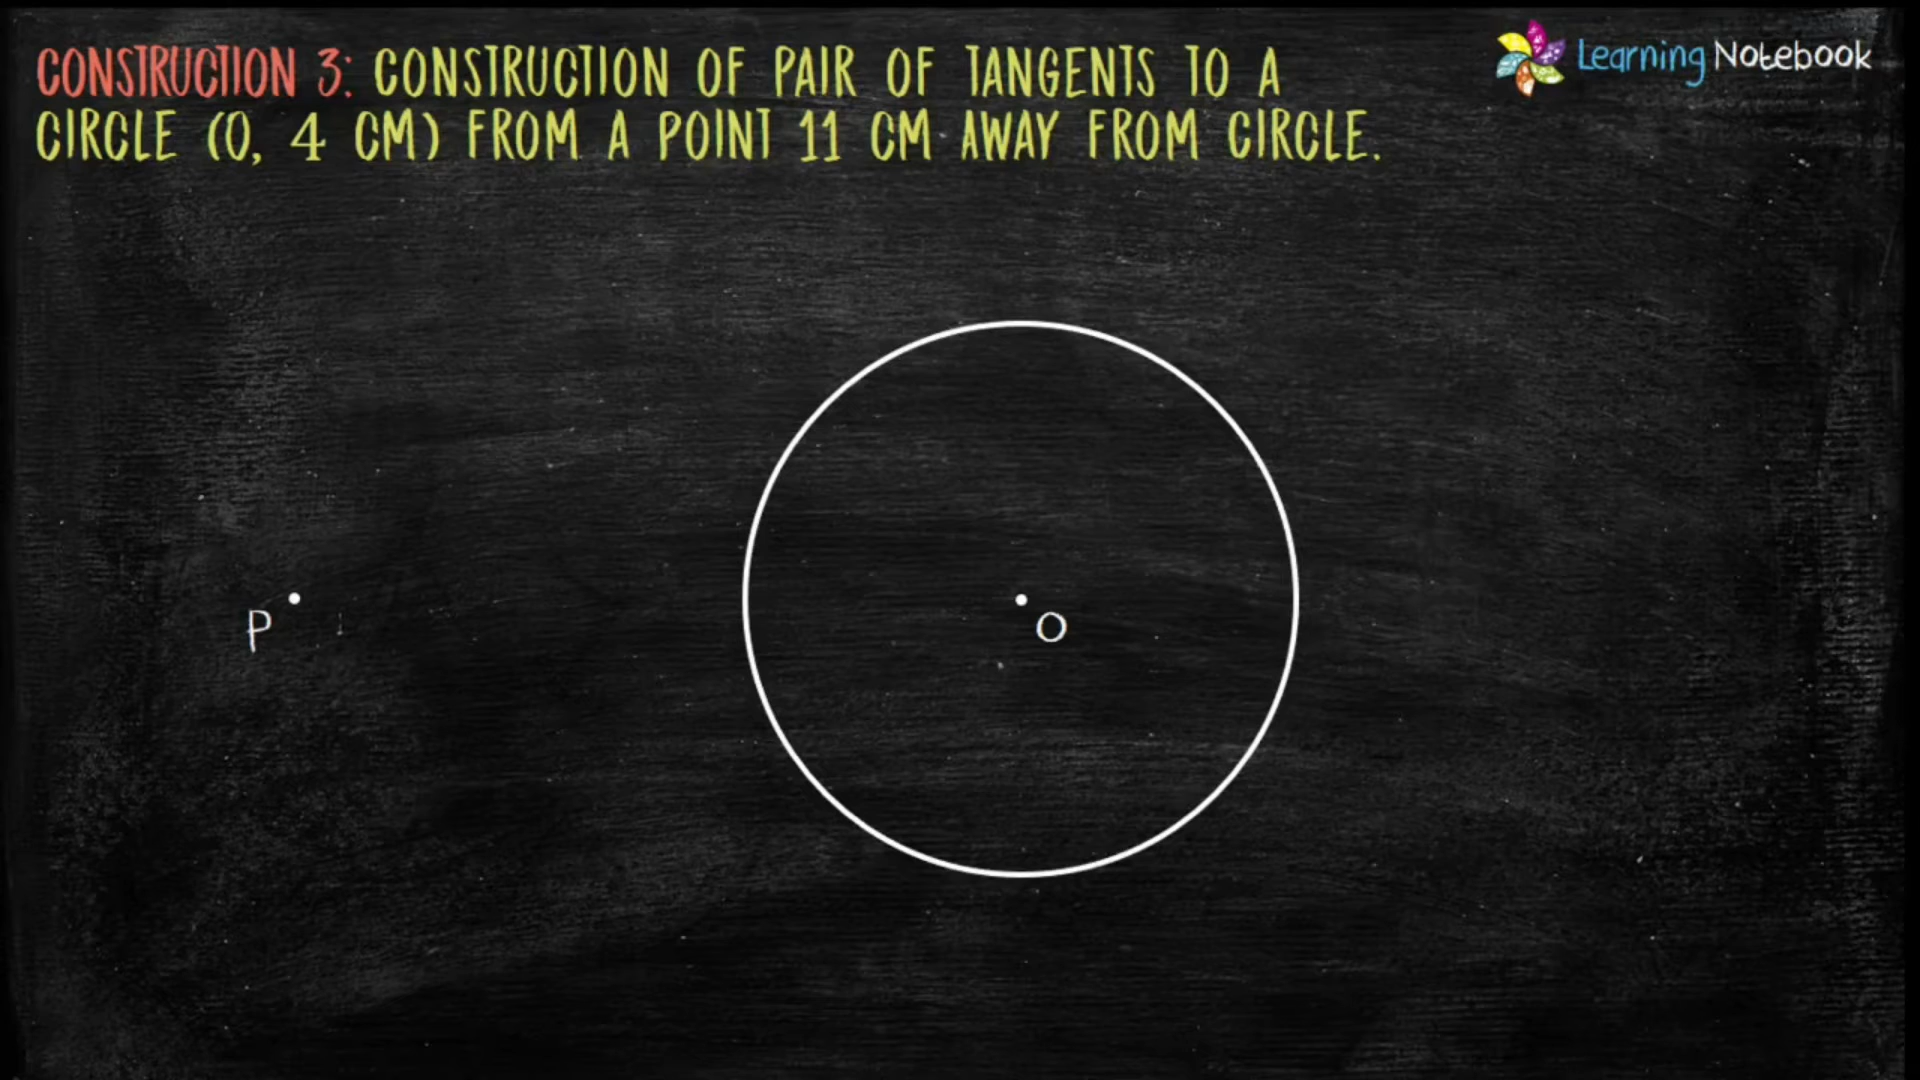 CONSTRUCTION 3: CONSTRUCTION OF PAIR OF TANGENTS TO A
CIRCLE (O, 4 CM) FROM A POINT 11 CM AWAY FROM CIRCLE.
Learning Notebook
P
O